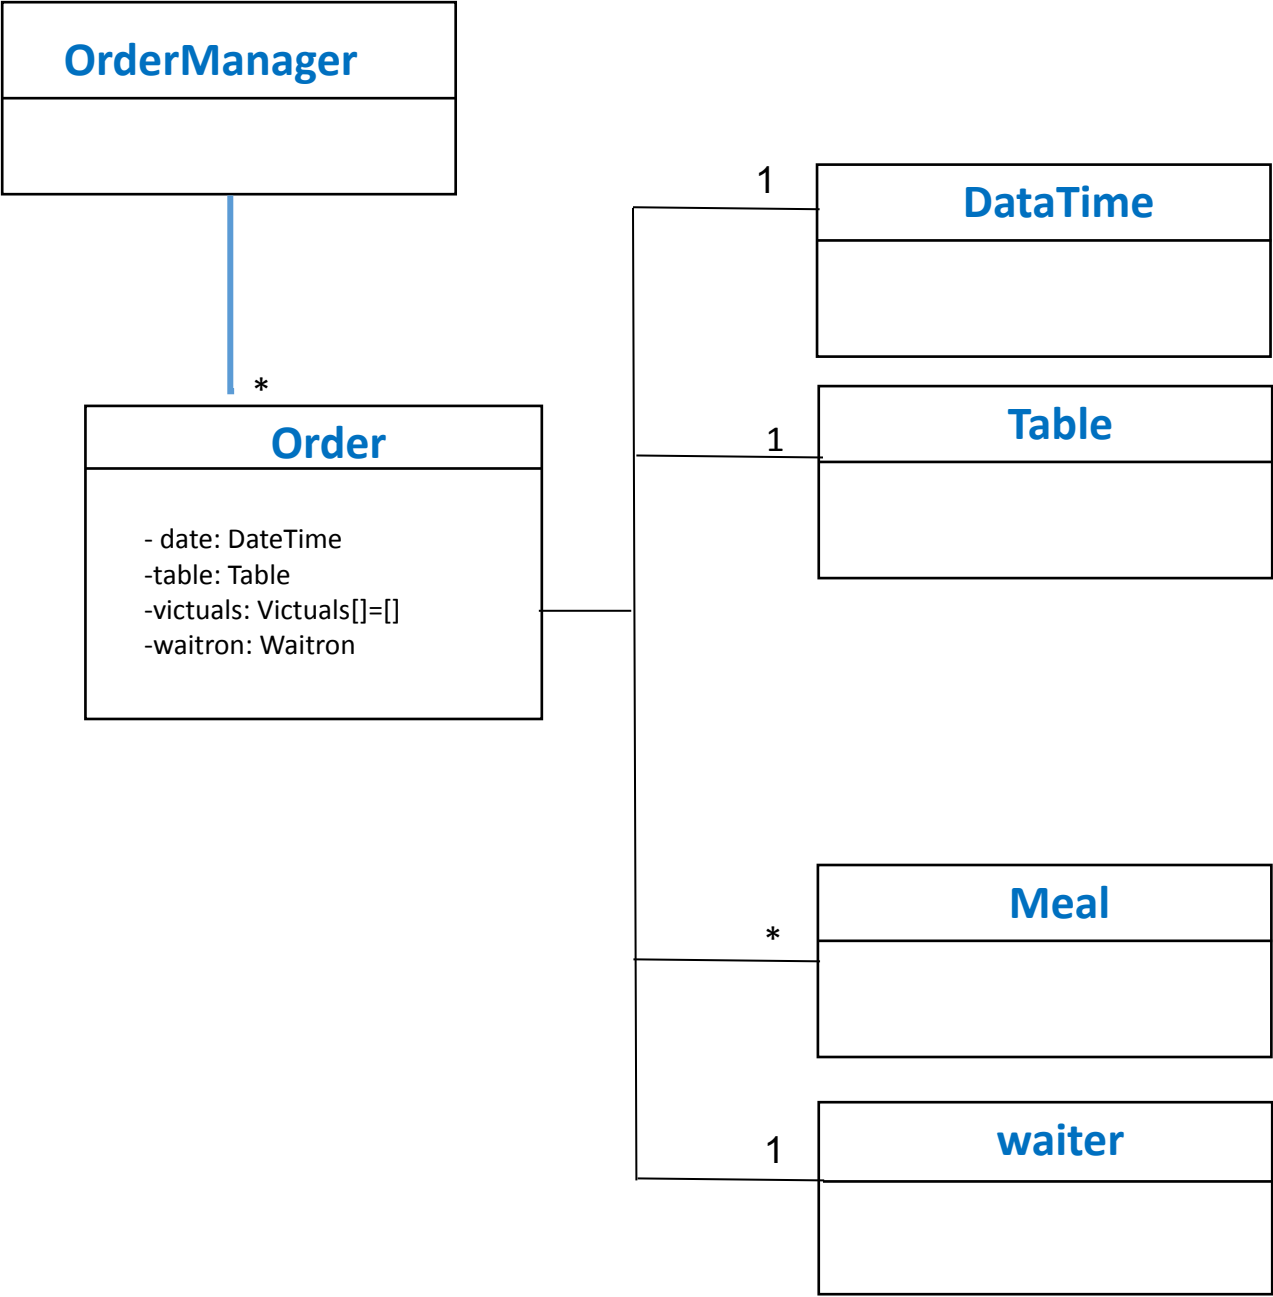 OrderManager
1
DataTime
*
Order
1
Table
- date: DateTime
-table: Table
-victuals: Victuals[]=[]
-waitron: Waitron
*
Meal
1
waiter